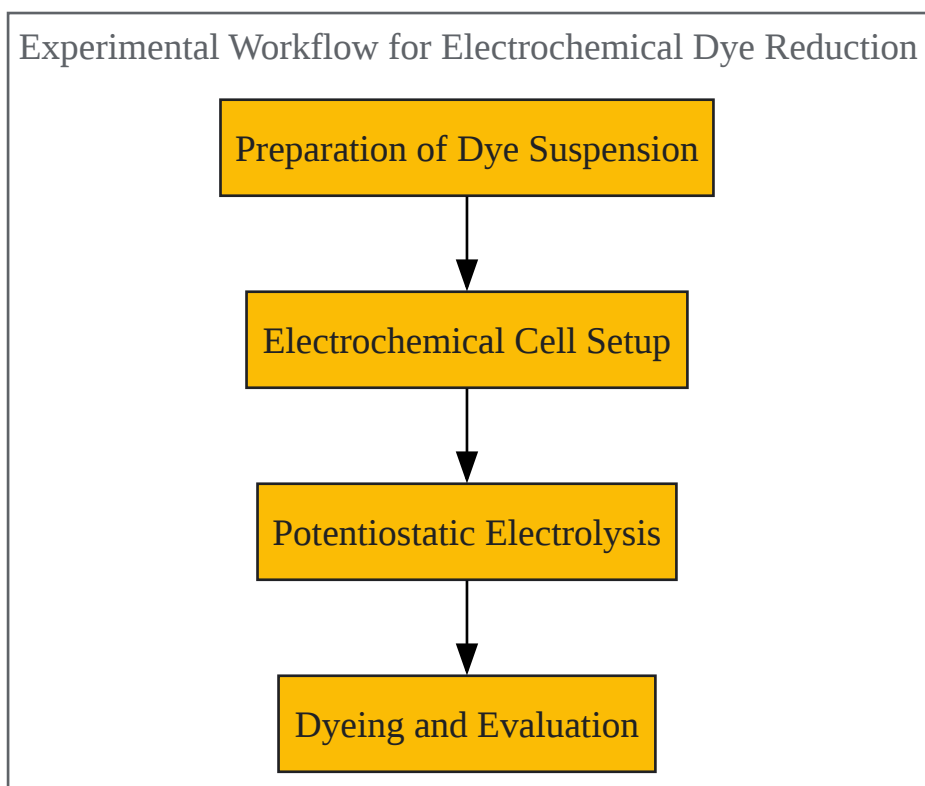 Experimental Workflow for Electrochemical Dye Reduction
Preparation of Dye Suspension
Electrochemical Cell Setup
Potentiostatic Electrolysis
Dyeing and Evaluation